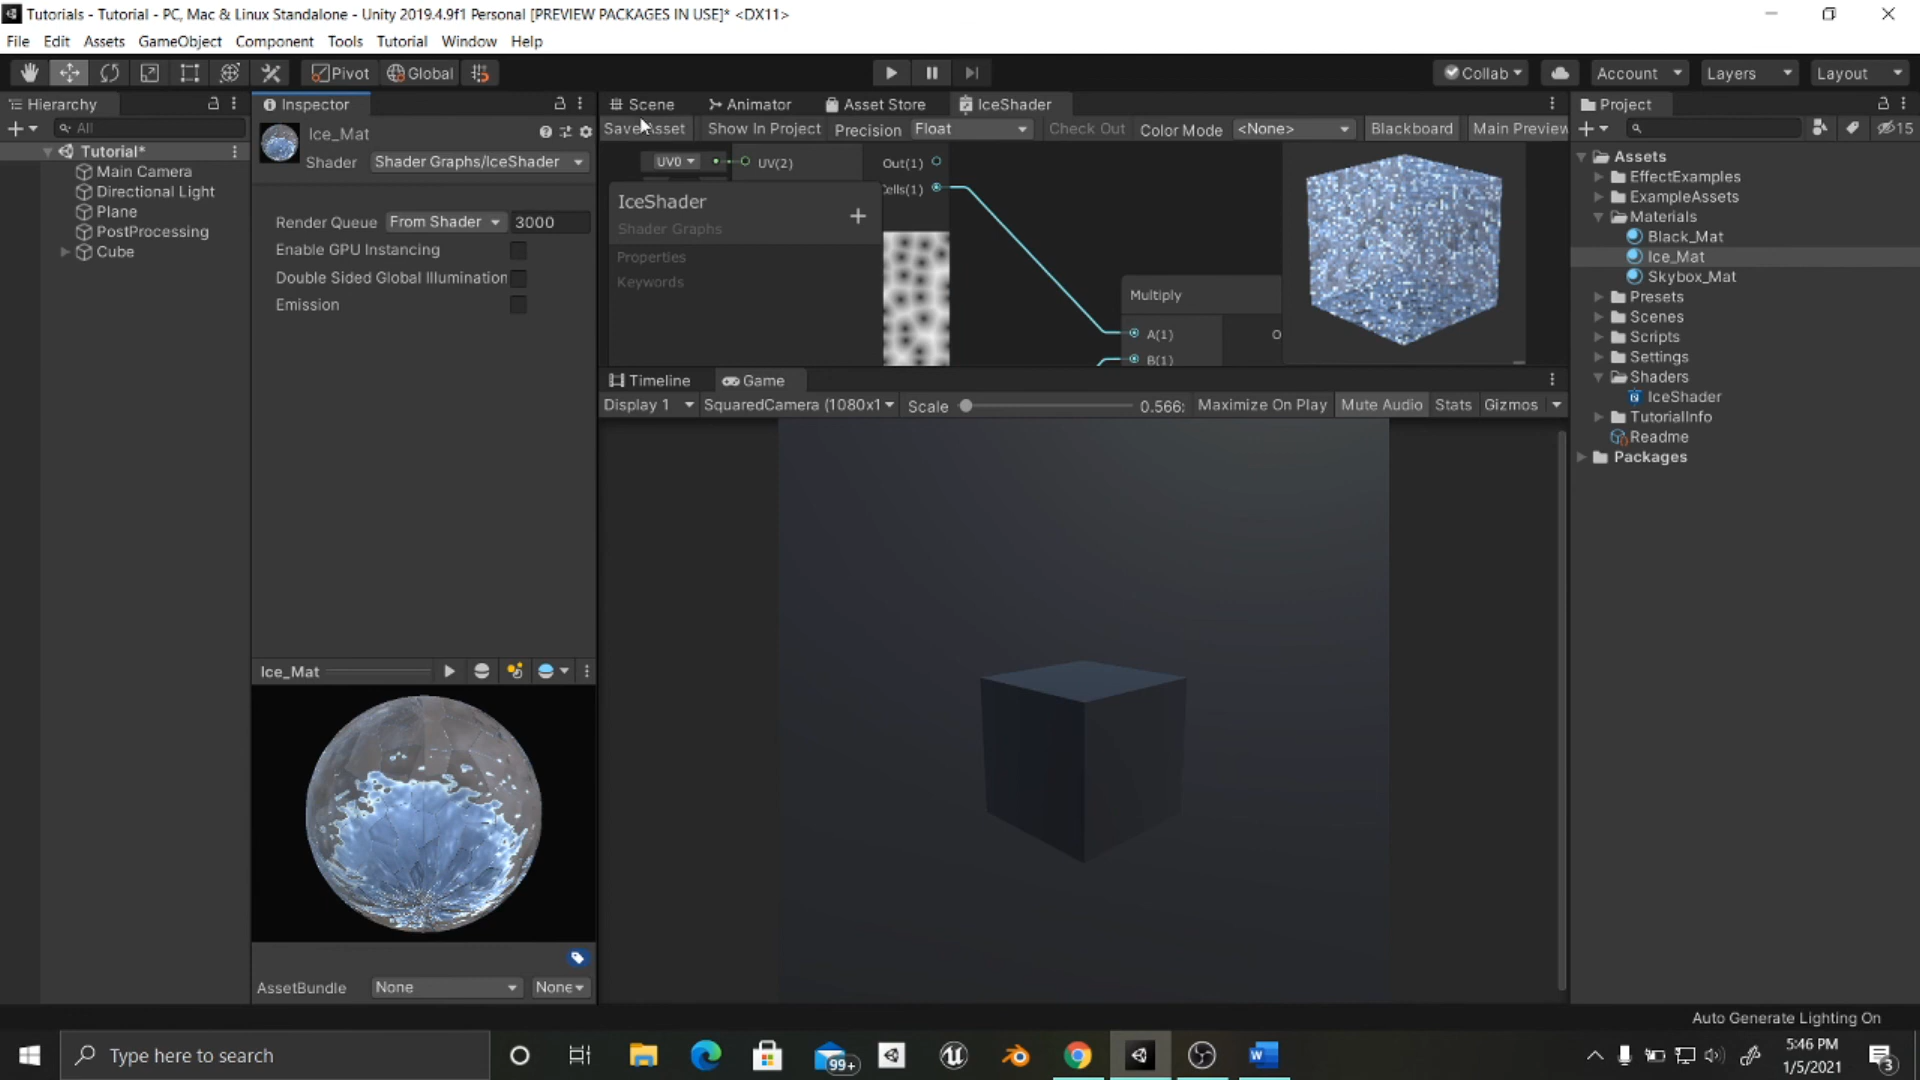 Tutorials - Tutorial - PC, Mac & Linux Standalone - Unity 2019.4.9f1 Personal [PREVIEW PACKAGES IN USE]* <DX11>
File Edit Assets GameObject Component Tools Tutorial Window Help
Pivot Global Collab Account Layers Layout
Hierarchy
All
Tutorial*
Main Camera
Directional Light
Plane
PostProcessing
Cube
Inspector
Ice_Mat
Shader Shader Graphs/IceShader
Render Queue From Shader 3000
Enable GPU Instancing
Double Sided Global Illumination
Emission
Ice_Mat
AssetBundle None None
Scene Animator Asset Store IceShader
Save Asset Show In Project Precision Float Check Out Color Mode <None> Blackboard Main Preview
UV0 UV(2) Out(1)
Cells(1)
IceShader
Shader Graphs
Properties
Keywords
Multiply
A(1)
B(1)
Timeline Game
Display 1 SquaredCamera (1080x1 Scale 0.566: Maximize On Play Mute Audio Stats Gizmos
Project
15
Assets
EffectExamples
ExampleAssets
Materials
Black_Mat
Ice_Mat
Skybox_Mat
Presets
Scenes
Scripts
Settings
Shaders
IceShader
TutorialInfo
Readme
Packages
Auto Generate Lighting On
Type here to search
99+
5:46 PM
1/5/2021
3